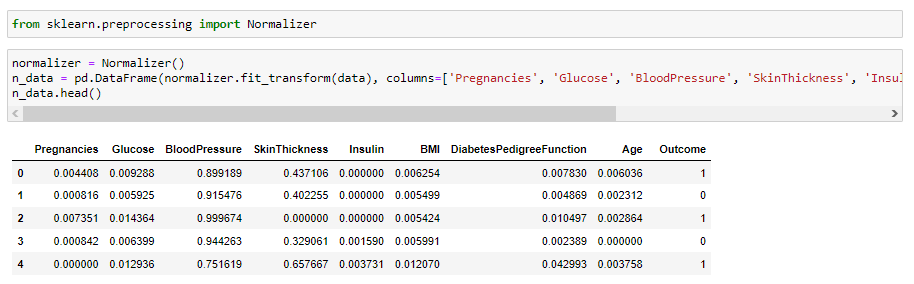 from sklearn.preprocessing import Normalizer
normalizer = Normalizer()
n_data = pd.DataFrame(normalizer.fit_transform(data), columns=['Pregnancies', 'Glucose', 'BloodPressure', 'SkinThickness', 'Insul
n_data.head()
Pregnancies Glucose BloodPressure SkinThickness Insulin BMI DiabetesPedigreeFunction Age Outcome
0 0.004408 0.009288 0.899189 0.437106 0.000000 0.006254 0.007830 0.006036 1
1 0.000816 0.005925 0.915476 0.402255 0.000000 0.005499 0.004869 0.002312 0
2 0.007351 0.014364 0.999674 0.000000 0.000000 0.005424 0.010497 0.002864 1
3 0.000842 0.006399 0.944263 0.329061 0.001590 0.005991 0.002389 0.000000 0
4 0.000000 0.012936 0.751619 0.657667 0.003731 0.012070 0.042993 0.003758 1